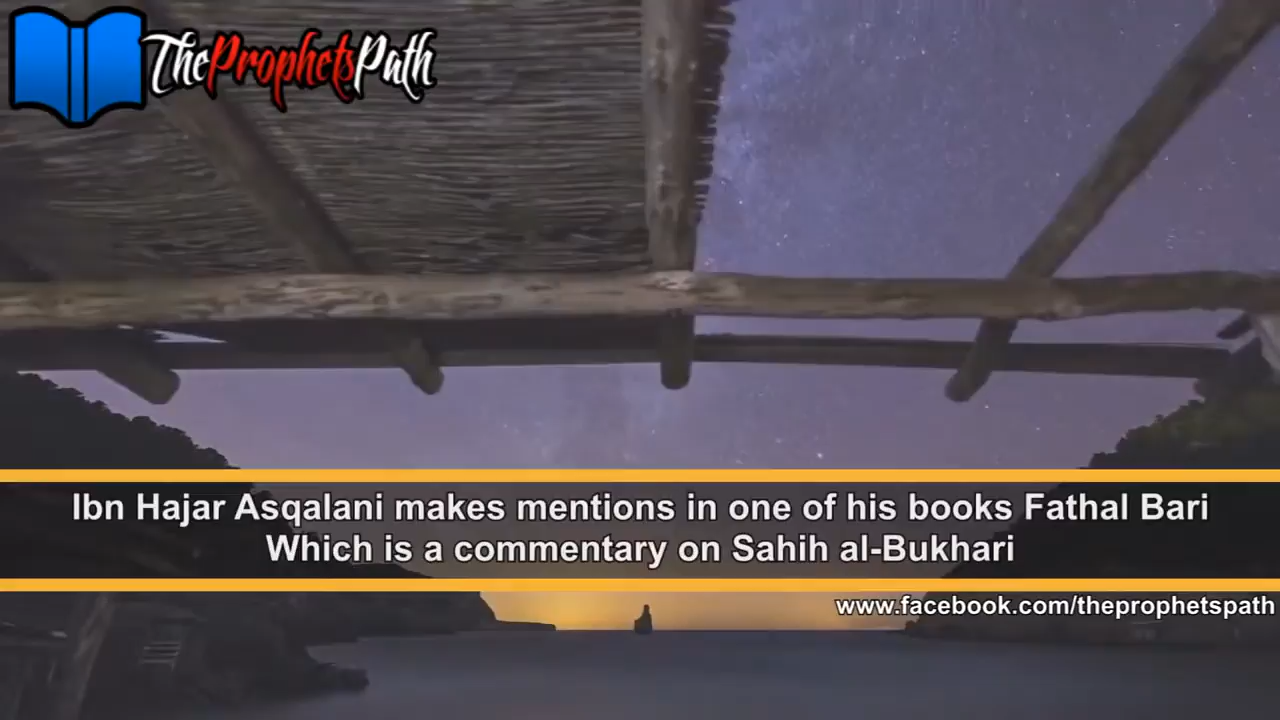 TheProphetsPath
Ibn Hajar Asqalani makes mentions in one of his books Fathal Bari
Which is a commentary on Sahih al-Bukhari
www.facebook.com/theprophetspath